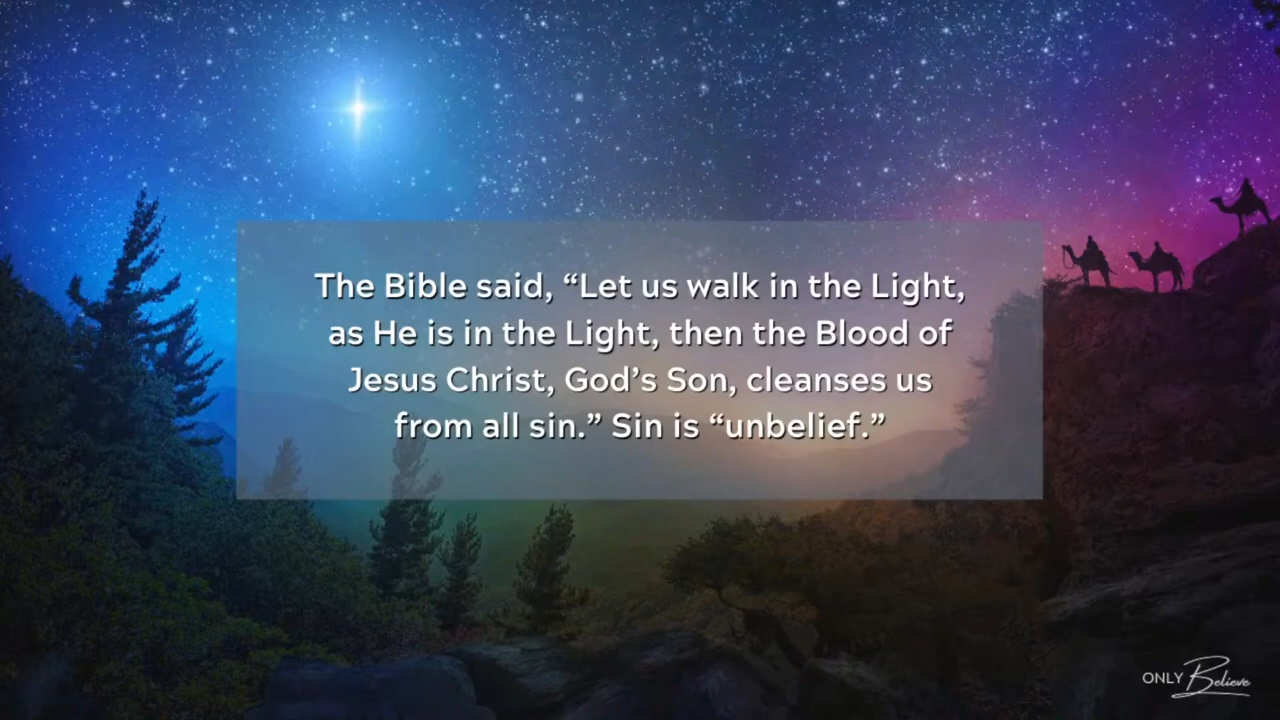 The Bible said, “Let us walk in the Light,
as He is in the Light, then the Blood of
Jesus Christ, God’s Son, cleanses us
from all sin.” Sin is “unbelief.”
ONLY Believe